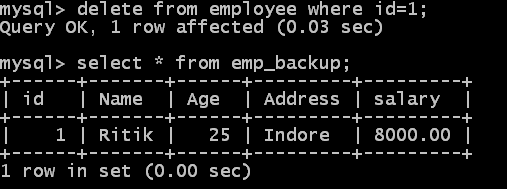 mysql> delete from employee where id=1;
Query OK, 1 row affected (0.03 sec)
mysql> select * from emp_backup;
+------+-------+------+---------+---------+
| id   | Name  | Age  | Address | salary  |
+------+-------+------+---------+---------+
|    1 | Ritik |   25 | Indore  | 8000.00 |
+------+-------+------+---------+---------+
1 row in set (0.00 sec)